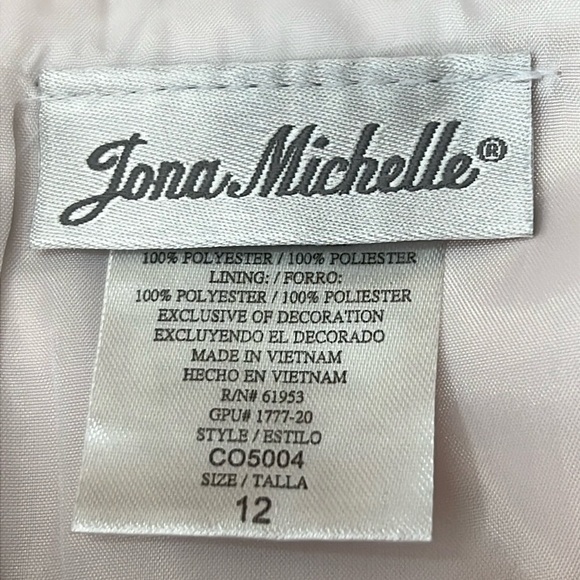 Jona Michelle®
100% POLYESTER / 100% POLIESTER
LINING: / FORRO:
100% POLYESTER / 100% POLIESTER
EXCLUSIVE OF DECORATION
EXCLUYENDO EL DECORADO
MADE IN VIETNAM
HECHO EN VIETNAM
R/N# 61953
GPU# 1777-20
STYLE / ESTILO
CO5004
SIZE / TALLA
12